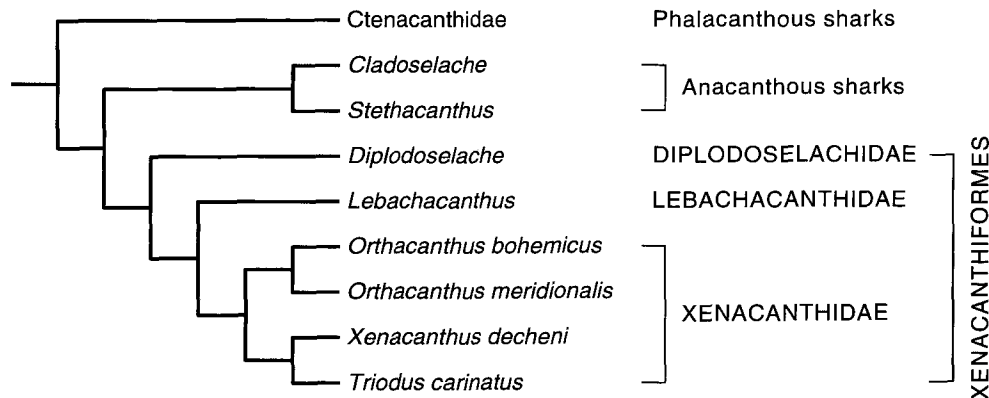 Ctenacanthidae Phalacanthous sharks
Cladoselache
Anacanthous sharks
Stethacanthus
Diplodoselache DIPLODOSELACHIDAE
Lebachacanthus LEBACHACANTHIDAE
Orthacanthus bohemicus
Orthacanthus meridionalis
XENACANTHIDAE
Xenacanthus decheni
Triodus carinatus
XENACANTHIFORMES